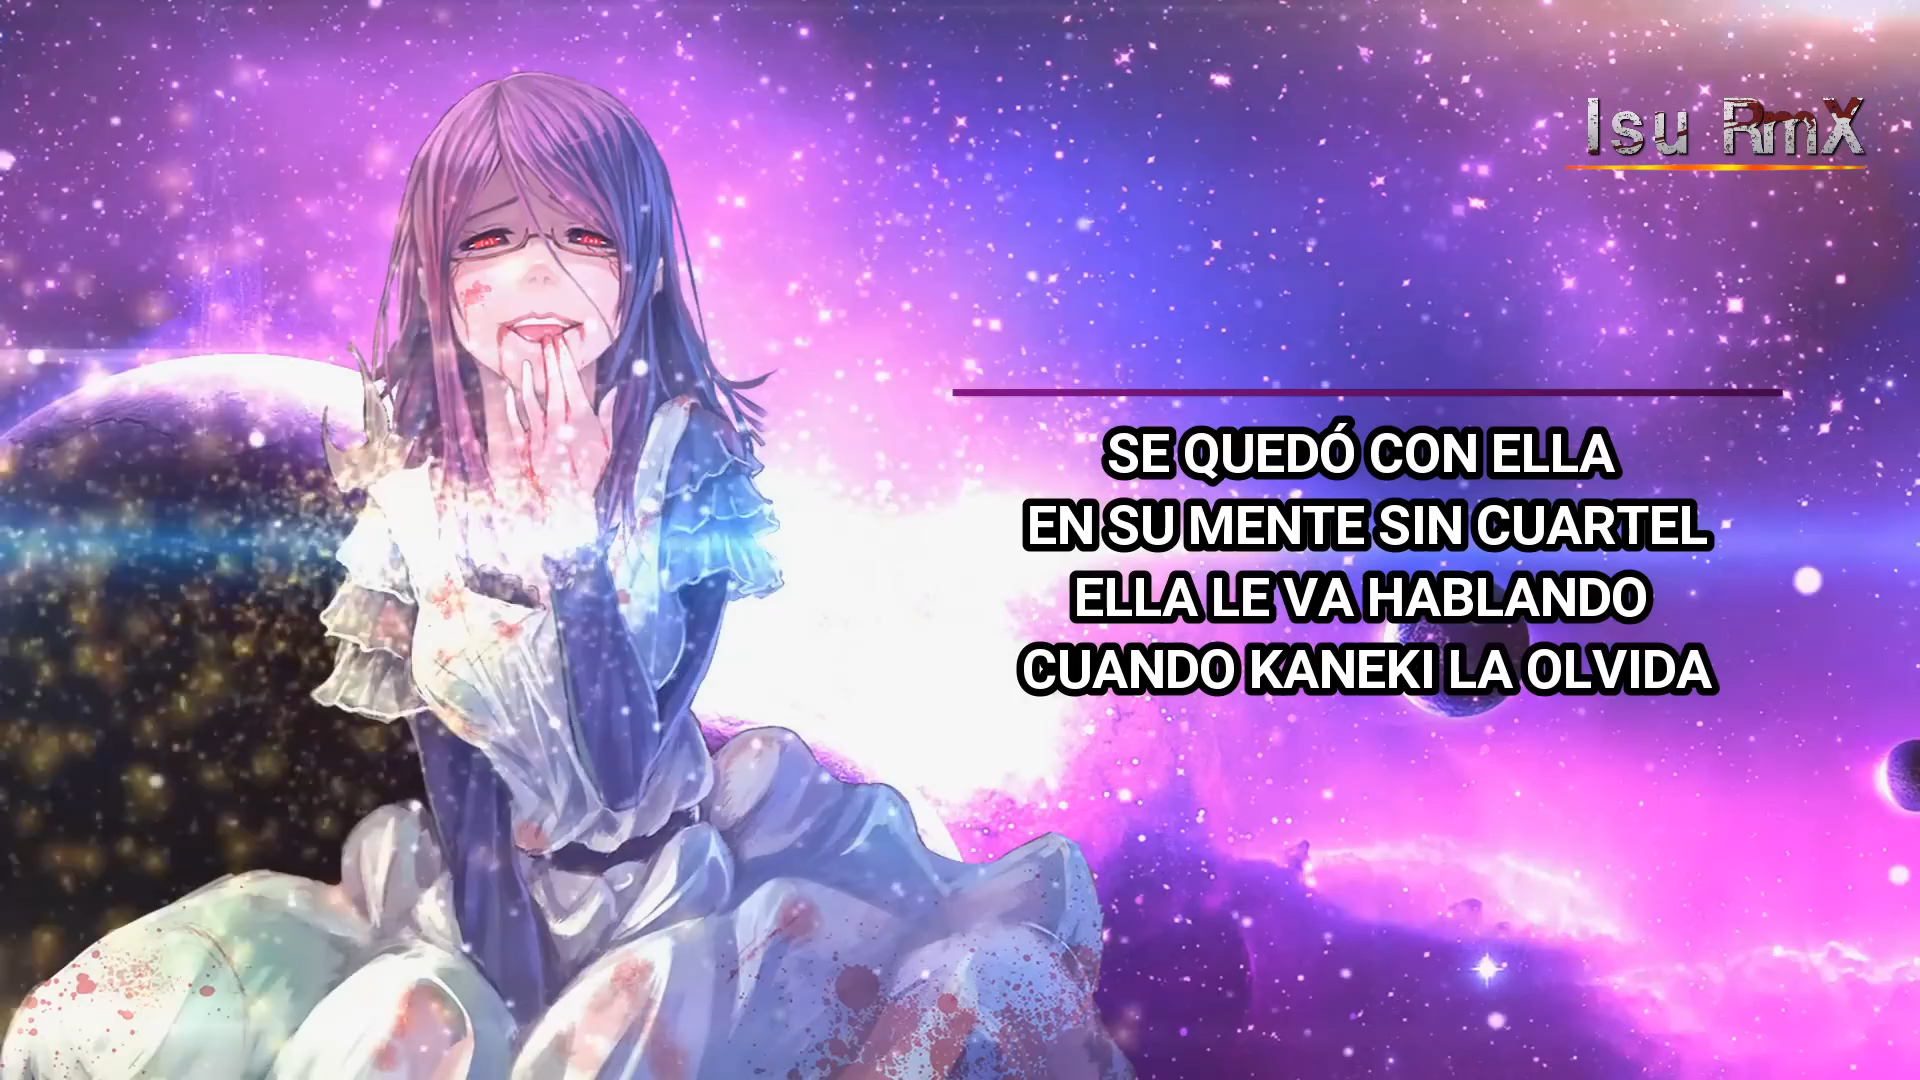 Isu RmX
SE QUEDÓ CON ELLA
EN SU MENTE SIN CUARTEL
ELLA LE VA HABLANDO
CUANDO KANEKI LA OLVIDA